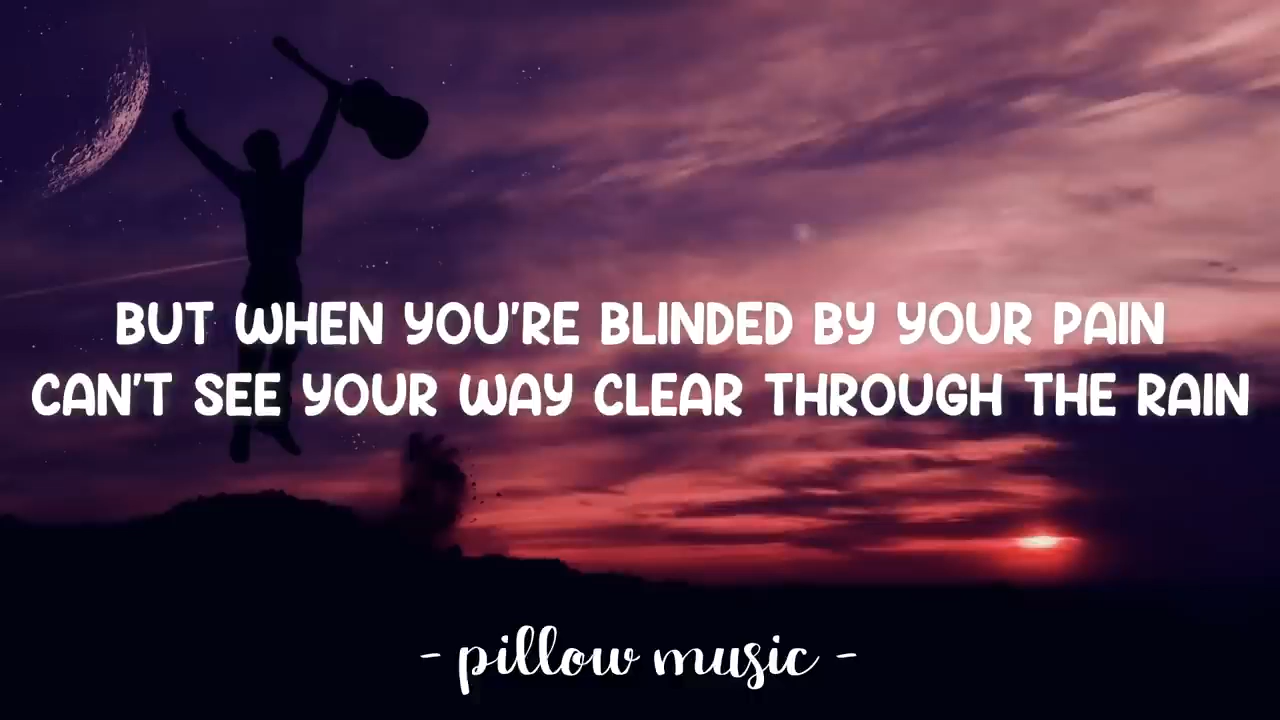 BUT WHEN YOU'RE BLINDED BY YOUR PAIN
CAN'T SEE YOUR WAY CLEAR THROUGH THE RAIN
- pillow music -